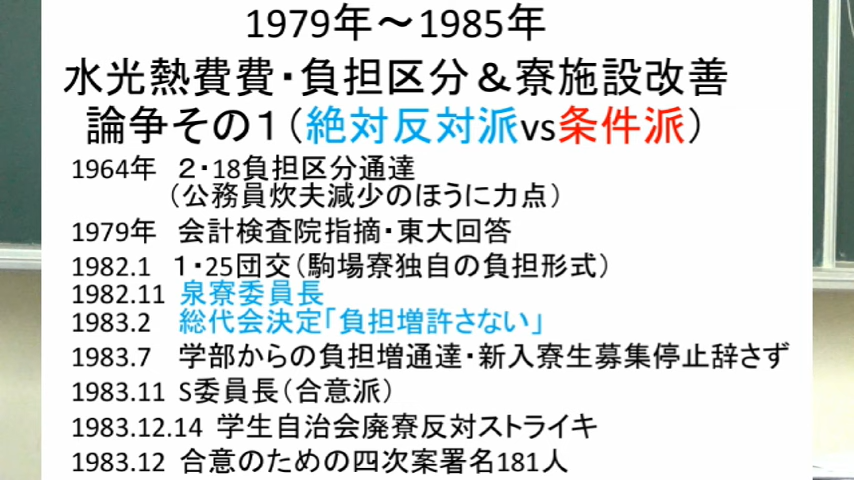 1979年～1985年
水光熱費費・負担区分＆寮施設改善
論争その１（絶対反対派vs条件派）
1964年　２・18負担区分通達
（公務員炊夫減少のほうに力点）
1979年　会計検査院指摘・東大回答
1982.1　１・25団交（駒場寮独自の負担形式）
1982.11　泉寮委員長
1983.2　総代会決定「負担増許さない」
1983.7　学部からの負担増通達・新入寮生募集停止辞さず
1983.11　S委員長（合意派）
1983.12.14　学生自治会廃寮反対ストライキ
1983.12　合意のための四次案署名181人